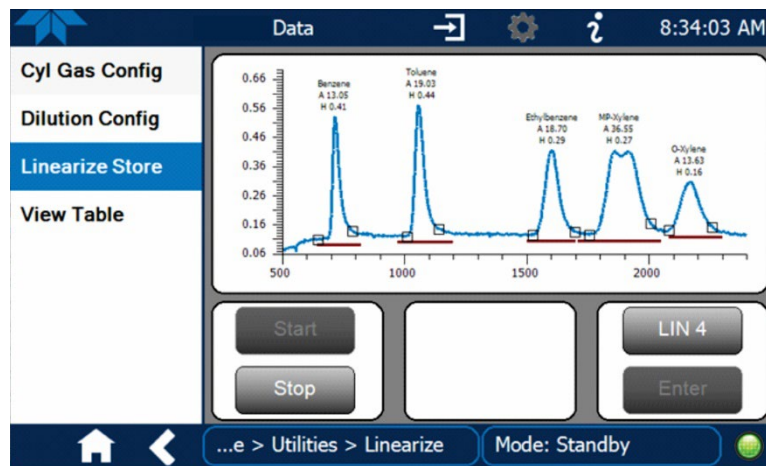 Data
8:34:03 AM
Cyl Gas Config
Dilution Config
Linearize Store
View Table
0.66
0.56
0.46
0.36
0.26
0.16
0.06
Benzene
A 13.05
H 0.41
Toluene
A 19.03
H 0.44
Ethylbenzene
A 18.70
H 0.29
MP-Xylene
A 36.55
H 0.27
O-Xylene
A 13.63
H 0.16
500 1000 1500 2000
Start
Stop
LIN 4
Enter
...e > Utilities > Linearize
Mode: Standby